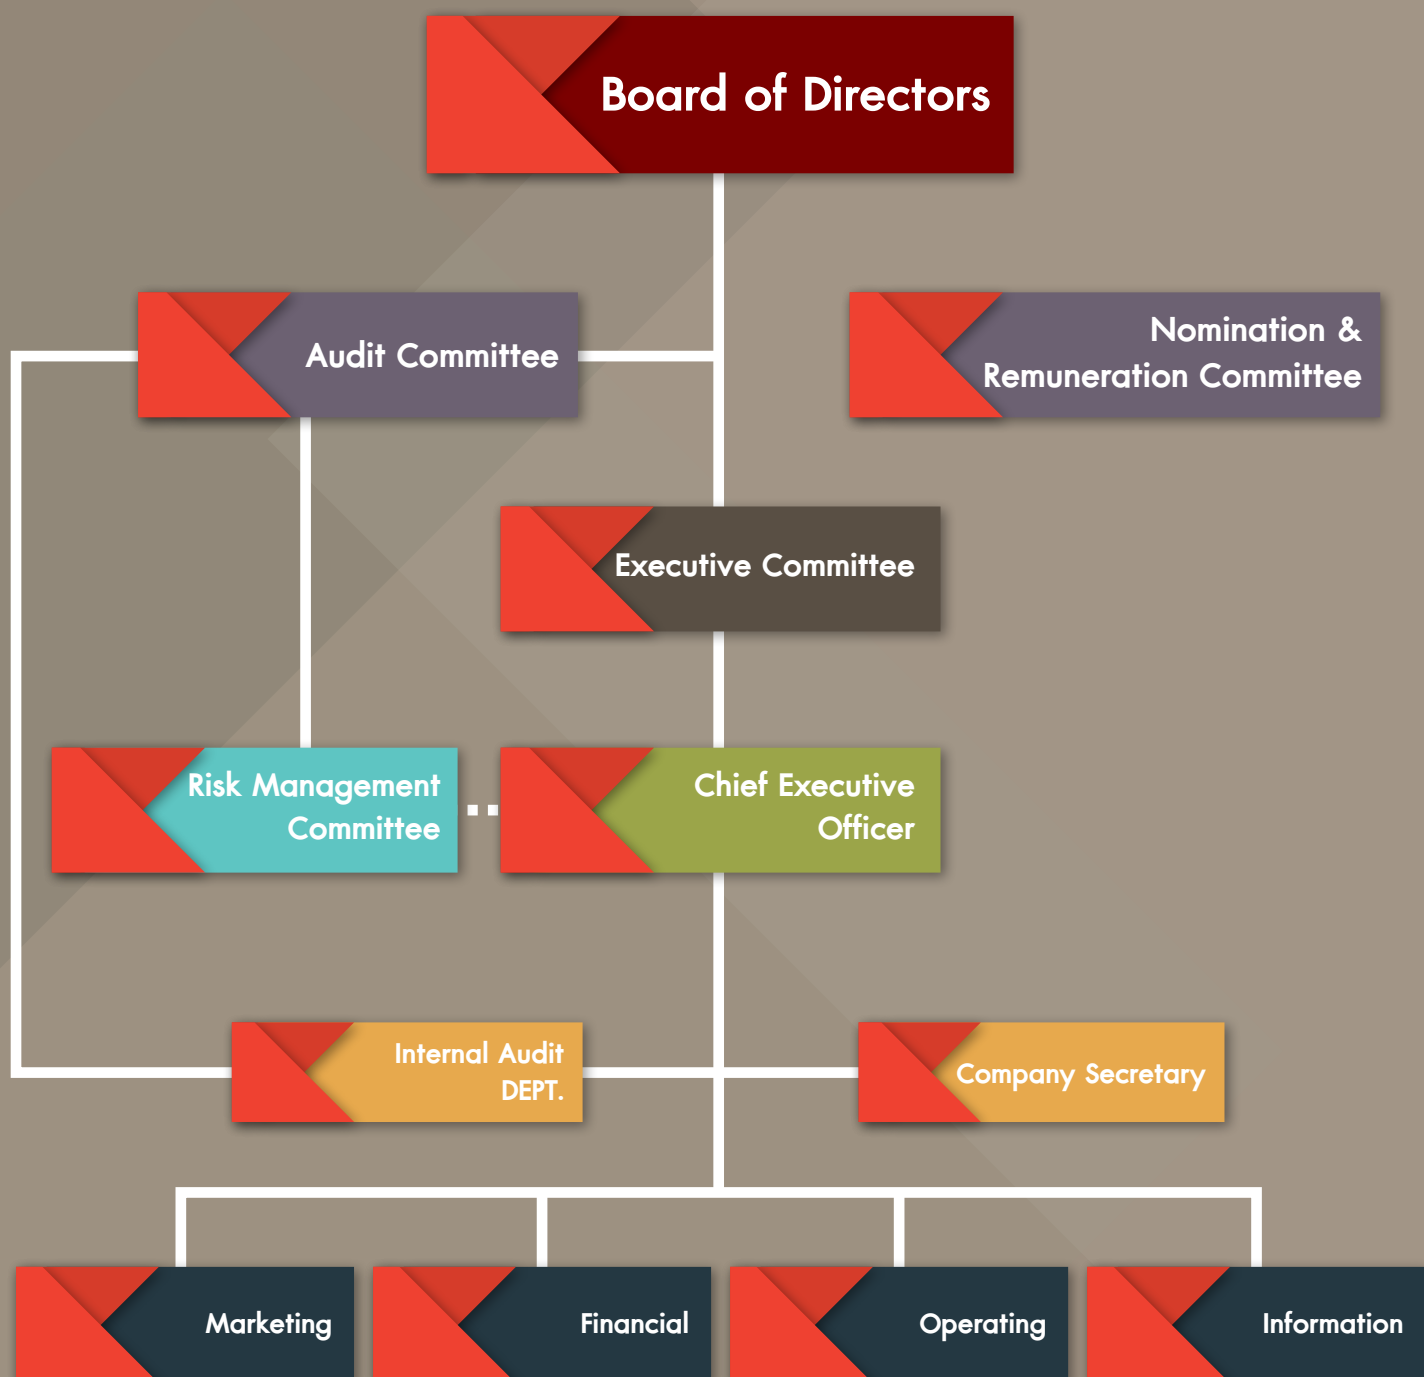 Board of Directors
Audit Committee
Nomination &
Remuneration Committee
Executive Committee
Risk Management
Committee
Chief Executive
Officer
Internal Audit
DEPT.
Company Secretary
Marketing
Financial
Operating
Information